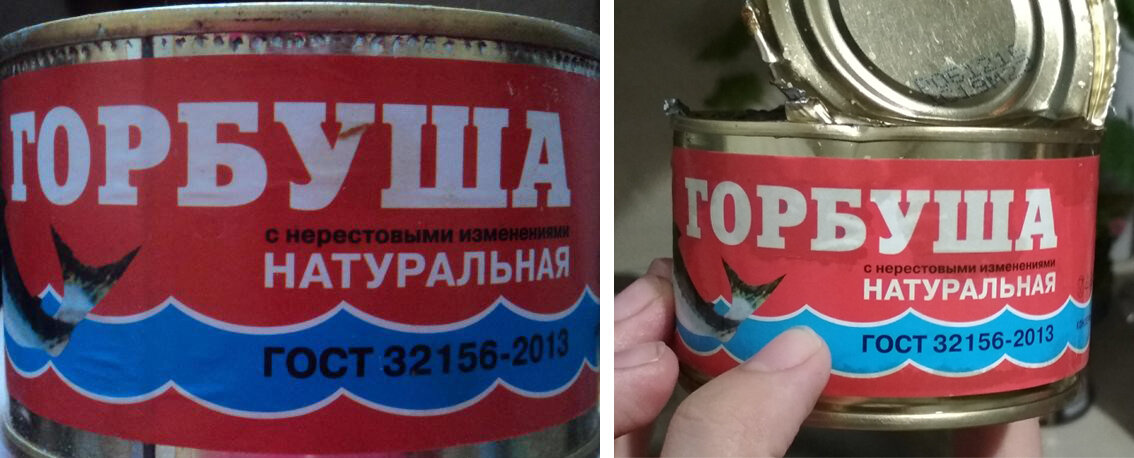 ГОРБУША
с нерестовыми изменениями
НАТУРАЛЬНАЯ
ГОСТ 32156-2013
ГОРБУША
с нерестовыми изменениями
НАТУРАЛЬНАЯ
ГОСТ 32156-2013